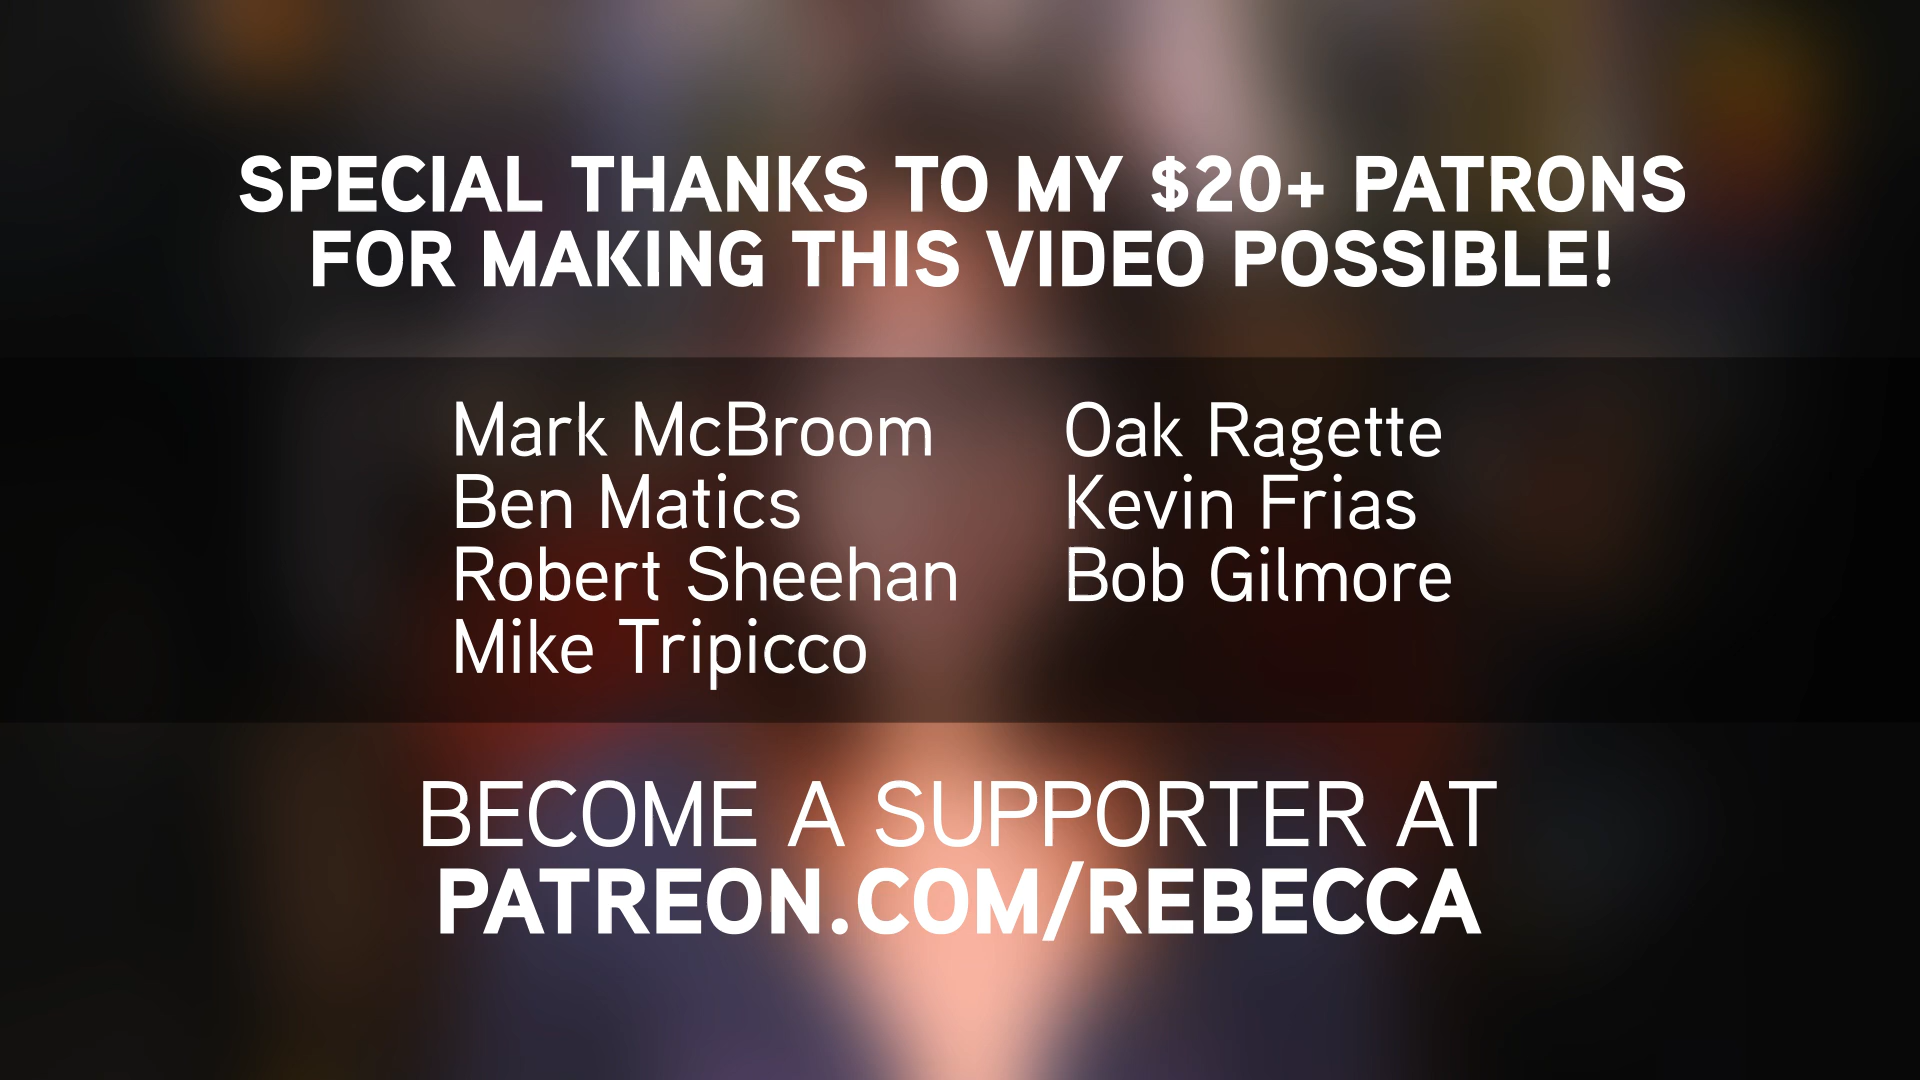 SPECIAL THANKS TO MY $20+ PATRONS
FOR MAKING THIS VIDEO POSSIBLE!
Mark McBroom
Ben Matics
Robert Sheehan
Mike Tripicco
Oak Ragette
Kevin Frias
Bob Gilmore
BECOME A SUPPORTER AT
PATREON.COM/REBECCA